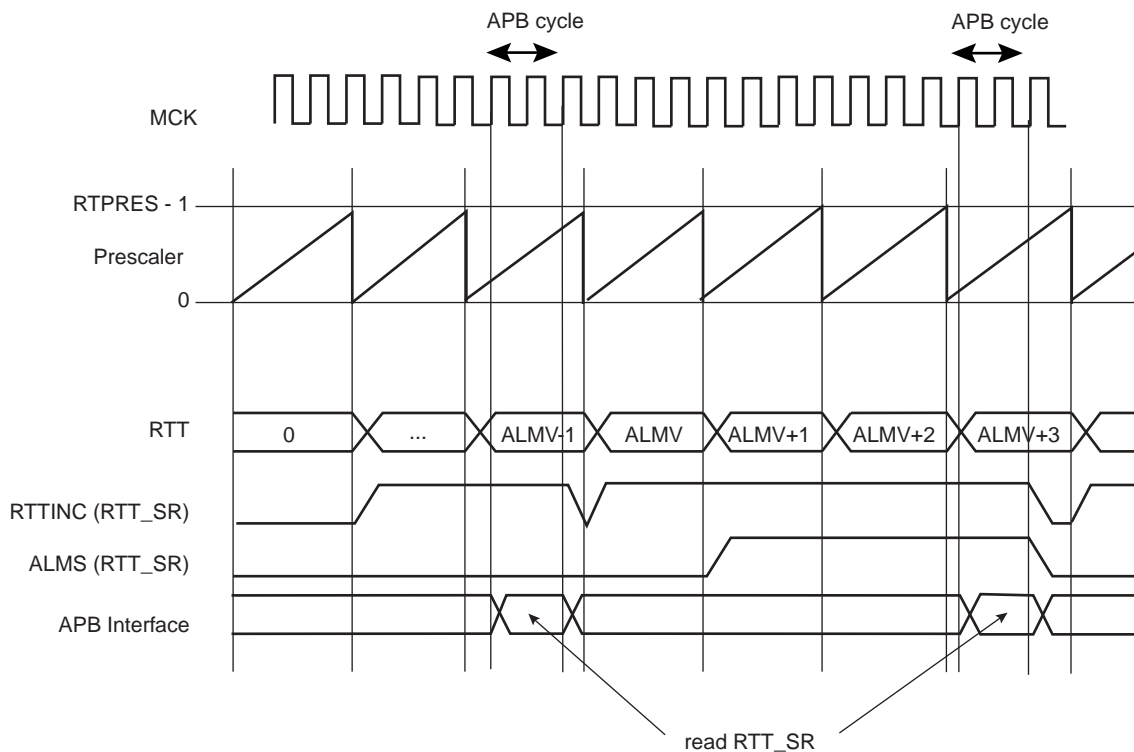 APB cycle
APB cycle
MCK
RTPRES - 1
Prescaler
0
RTT
0
...
ALMV-1
ALMV
ALMV+1
ALMV+2
ALMV+3
RTTINC (RTT_SR)
ALMS (RTT_SR)
APB Interface
read RTT_SR